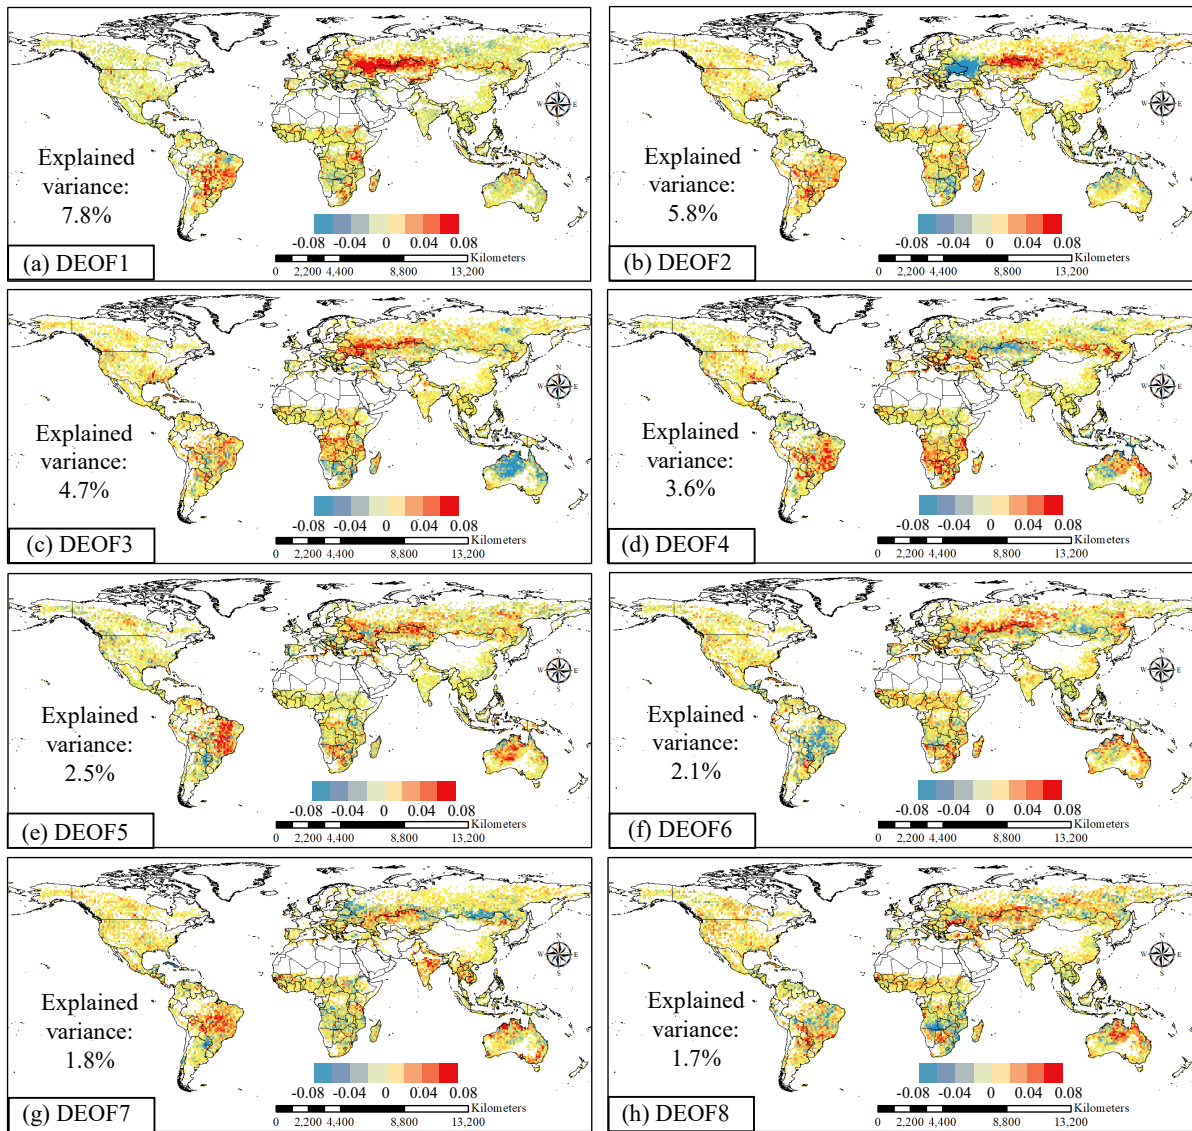 N
W E
S
Explained
variance:
7.8%
-0.08 -0.04 0 0.04 0.08
Kilometers
0 2,200 4,400 8,800 13,200
(a) DEOF1
N
W E
S
Explained
variance:
5.8%
-0.08 -0.04 0 0.04 0.08
Kilometers
0 2,200 4,400 8,800 13,200
(b) DEOF2
N
W E
S
Explained
variance:
4.7%
-0.08 -0.04 0 0.04 0.08
Kilometers
0 2,200 4,400 8,800 13,200
(c) DEOF3
N
W E
S
Explained
variance:
3.6%
-0.08 -0.04 0 0.04 0.08
Kilometers
0 2,200 4,400 8,800 13,200
(d) DEOF4
N
W E
S
Explained
variance:
2.5%
-0.08 -0.04 0 0.04 0.08
Kilometers
0 2,200 4,400 8,800 13,200
(e) DEOF5
N
W E
S
Explained
variance:
2.1%
-0.08 -0.04 0 0.04 0.08
Kilometers
0 2,200 4,400 8,800 13,200
(f) DEOF6
N
W E
S
Explained
variance:
1.8%
-0.08 -0.04 0 0.04 0.08
Kilometers
0 2,200 4,400 8,800 13,200
(g) DEOF7
N
W E
S
Explained
variance:
1.7%
-0.08 -0.04 0 0.04 0.08
Kilometers
0 2,200 4,400 8,800 13,200
(h) DEOF8